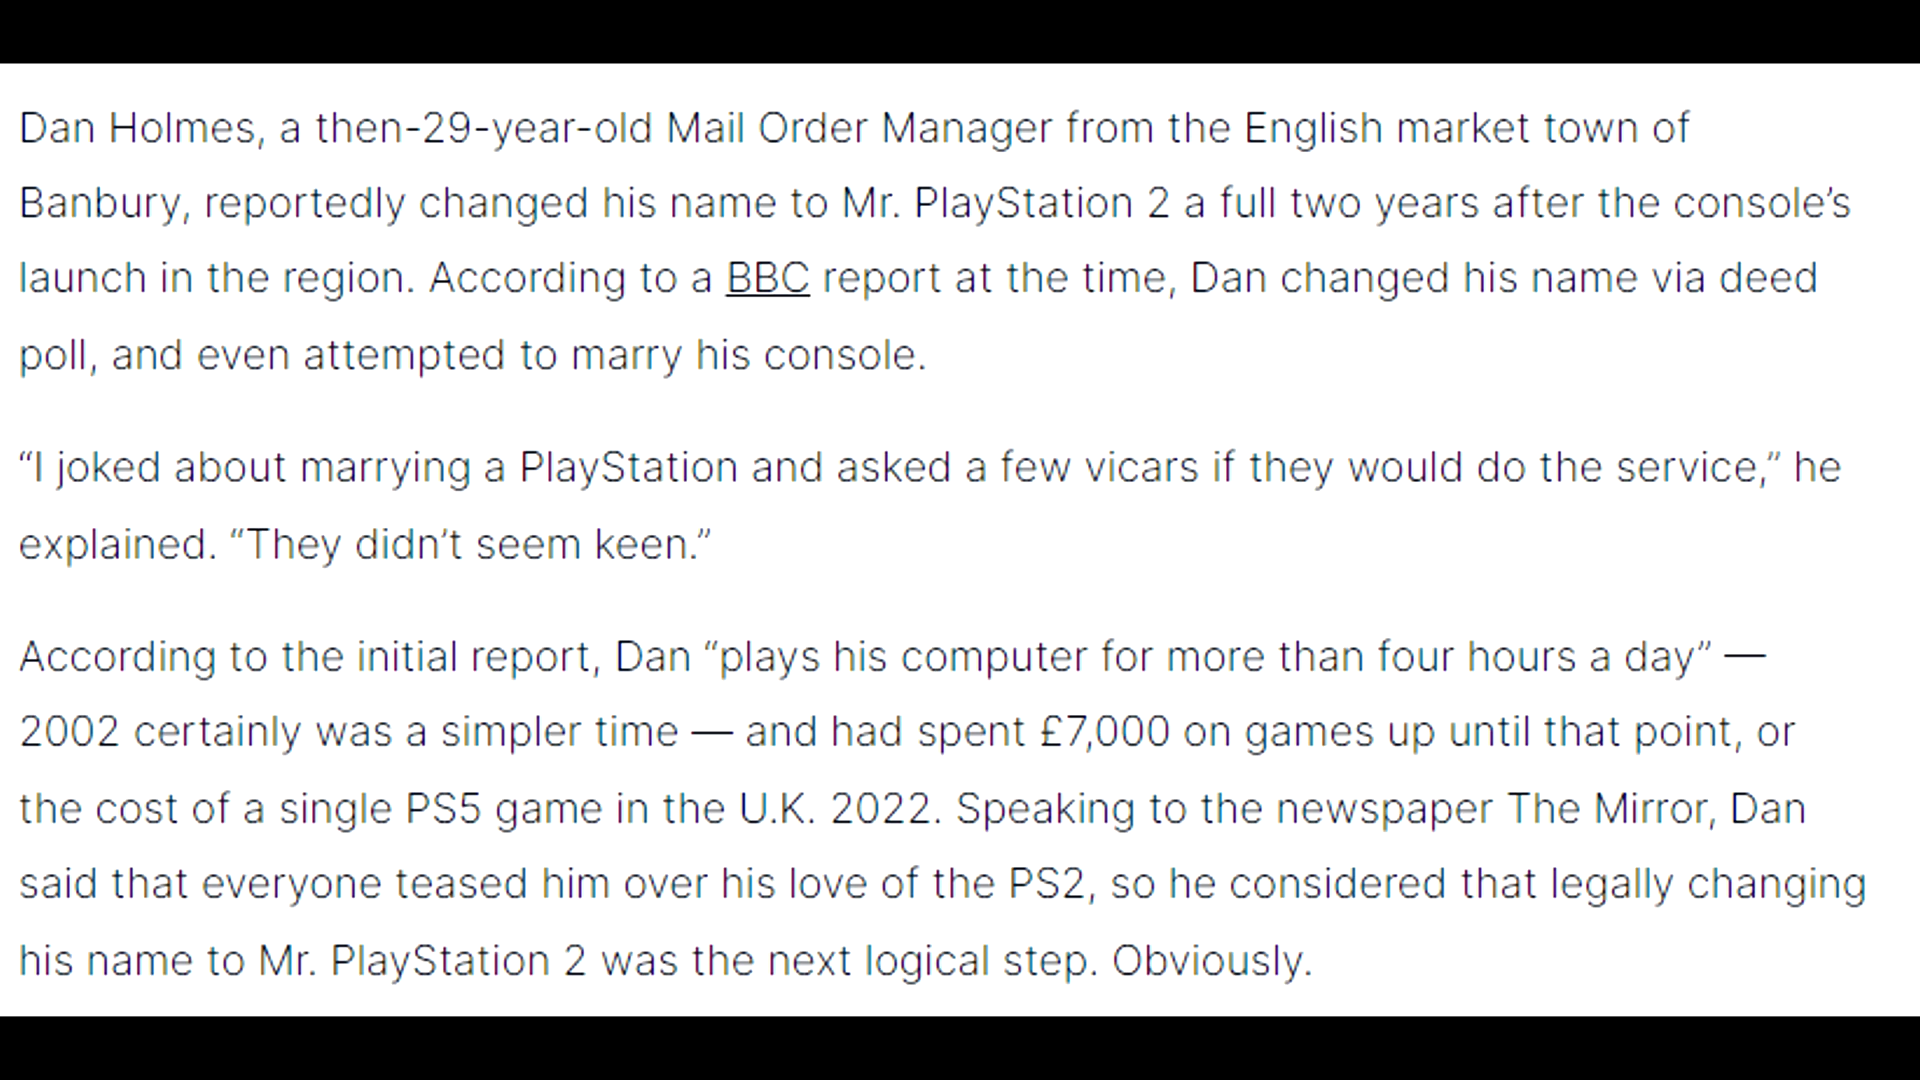 Dan Holmes, a then-29-year-old Mail Order Manager from the English market town of
Banbury, reportedly changed his name to Mr. PlayStation 2 a full two years after the console’s
launch in the region. According to a BBC report at the time, Dan changed his name via deed
poll, and even attempted to marry his console.
“I joked about marrying a PlayStation and asked a few vicars if they would do the service,” he
explained. “They didn’t seem keen.”
According to the initial report, Dan “plays his computer for more than four hours a day” —
2002 certainly was a simpler time — and had spent £7,000 on games up until that point, or
the cost of a single PS5 game in the U.K. 2022. Speaking to the newspaper The Mirror, Dan
said that everyone teased him over his love of the PS2, so he considered that legally changing
his name to Mr. PlayStation 2 was the next logical step. Obviously.